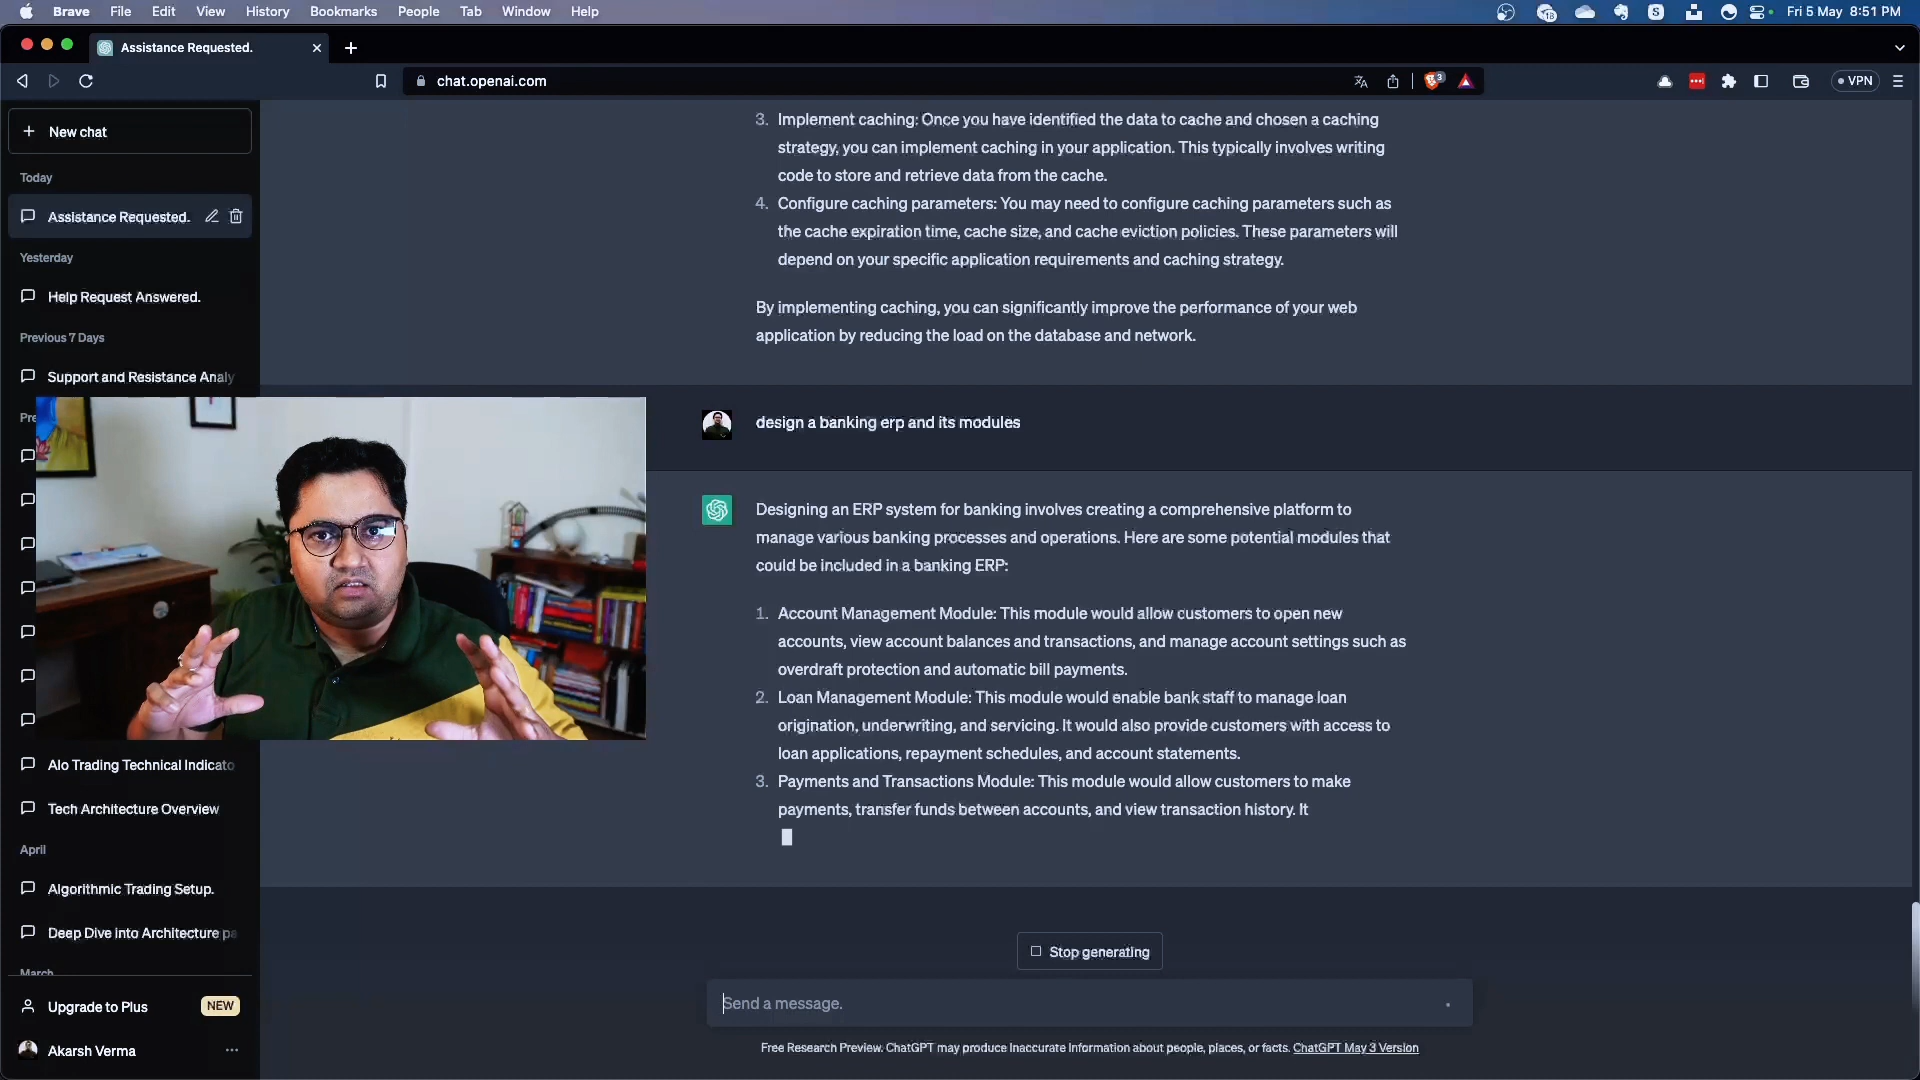 Brave File Edit View History Bookmarks People Tab Window Help
18
S
Fri 5 May 8:51 PM
Assistance Requested.
chat.openai.com
3
VPN
New chat
Today
Assistance Requested.
Yesterday
Help Request Answered.
Previous 7 Days
Support and Resistance Analy
Pre
Alo Trading Technical Indicato
Tech Architecture Overview
April
Algorithmic Trading Setup.
Deep Dive into Architecture pa
March
Upgrade to Plus NEW
Akarsh Verma
3. Implement caching: Once you have identified the data to cache and chosen a caching
strategy, you can implement caching in your application. This typically involves writing
code to store and retrieve data from the cache.
4. Configure caching parameters: You may need to configure caching parameters such as
the cache expiration time, cache size, and cache eviction policies. These parameters will
depend on your specific application requirements and caching strategy.
By implementing caching, you can significantly improve the performance of your web
application by reducing the load on the database and network.
design a banking erp and its modules
Designing an ERP system for banking involves creating a comprehensive platform to
manage various banking processes and operations. Here are some potential modules that
could be included in a banking ERP:
1. Account Management Module: This module would allow customers to open new
accounts, view account balances and transactions, and manage account settings such as
overdraft protection and automatic bill payments.
2. Loan Management Module: This module would enable bank staff to manage loan
origination, underwriting, and servicing. It would also provide customers with access to
loan applications, repayment schedules, and account statements.
3. Payments and Transactions Module: This module would allow customers to make
payments, transfer funds between accounts, and view transaction history. It
Stop generating
Send a message.
Free Research Preview. ChatGPT may produce inaccurate information about people, places, or facts. ChatGPT May 3 Version